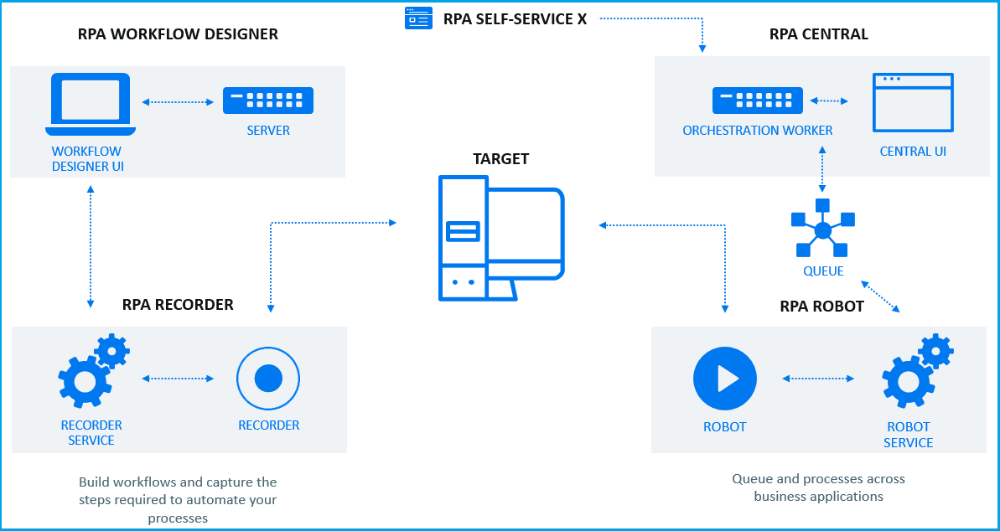 RPA SELF-SERVICE X
RPA WORKFLOW DESIGNER
RPA CENTRAL
SERVER
WORKFLOW
DESIGNER UI
ORCHESTRATION WORKER
CENTRAL UI
TARGET
QUEUE
RPA RECORDER
RPA ROBOT
RECORDER
SERVICE
RECORDER
ROBOT
ROBOT
SERVICE
Build workflows and capture the
steps required to automate your
processes
Queue and processes across
business applications